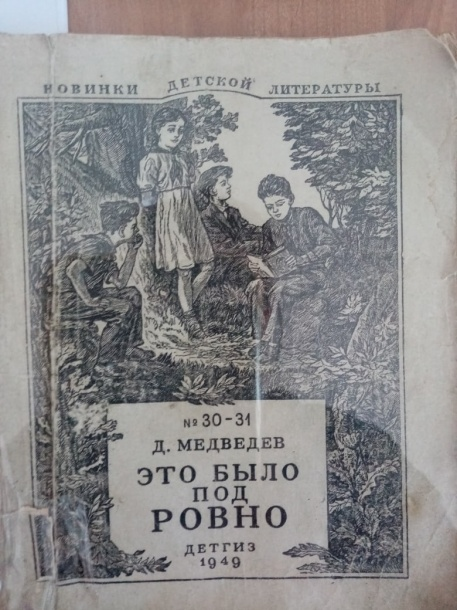 НОВИНКИ ДЕТСКОЙ ЛИТЕРАТУРЫ
№ 30-31
Д. МЕДВЕДЕВ
ЭТО БЫЛО
ПОД
РОВНО
ДЕТГИЗ
1949